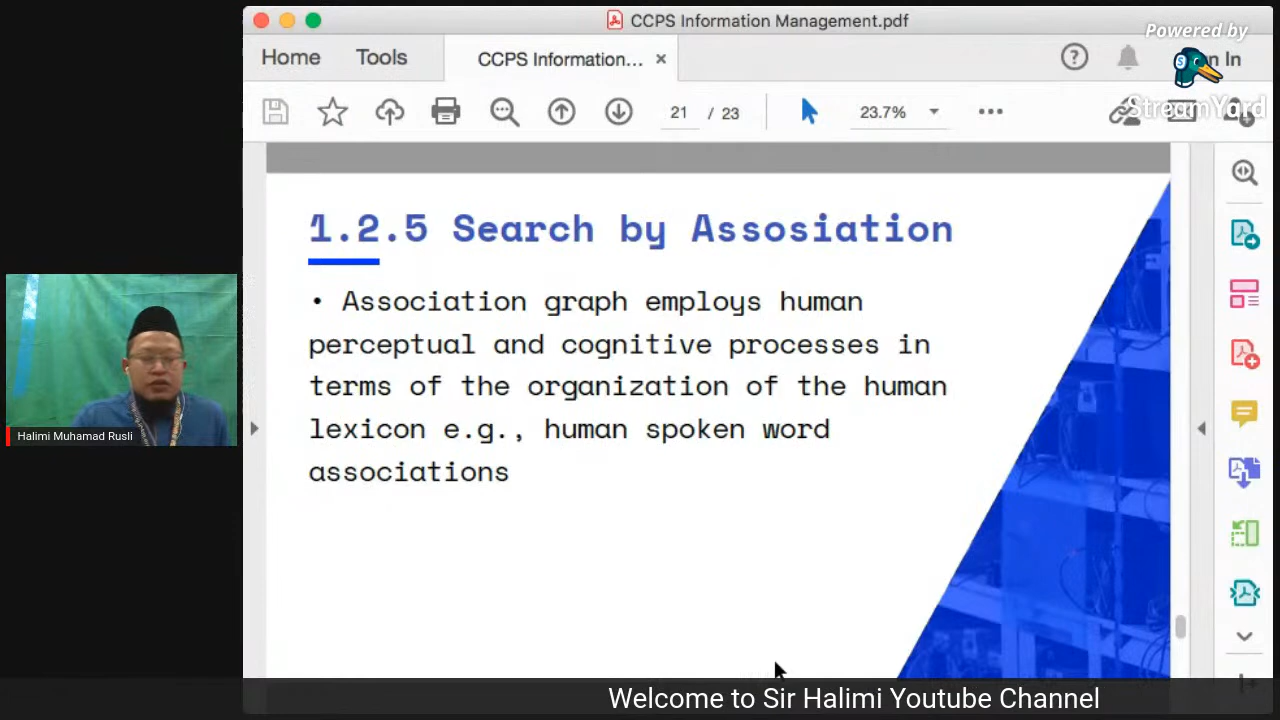 CCPS Information Management.pdf
Powered by
Home Tools CCPS Information... × ? n In
StreamYard
21 / 23 23.7%
1.2.5 Search by Assosiation
• Association graph employs human
perceptual and cognitive processes in
terms of the organization of the human
lexicon e.g., human spoken word
associations
Halimi Muhamad Rusli
Welcome to Sir Halimi Youtube Channel